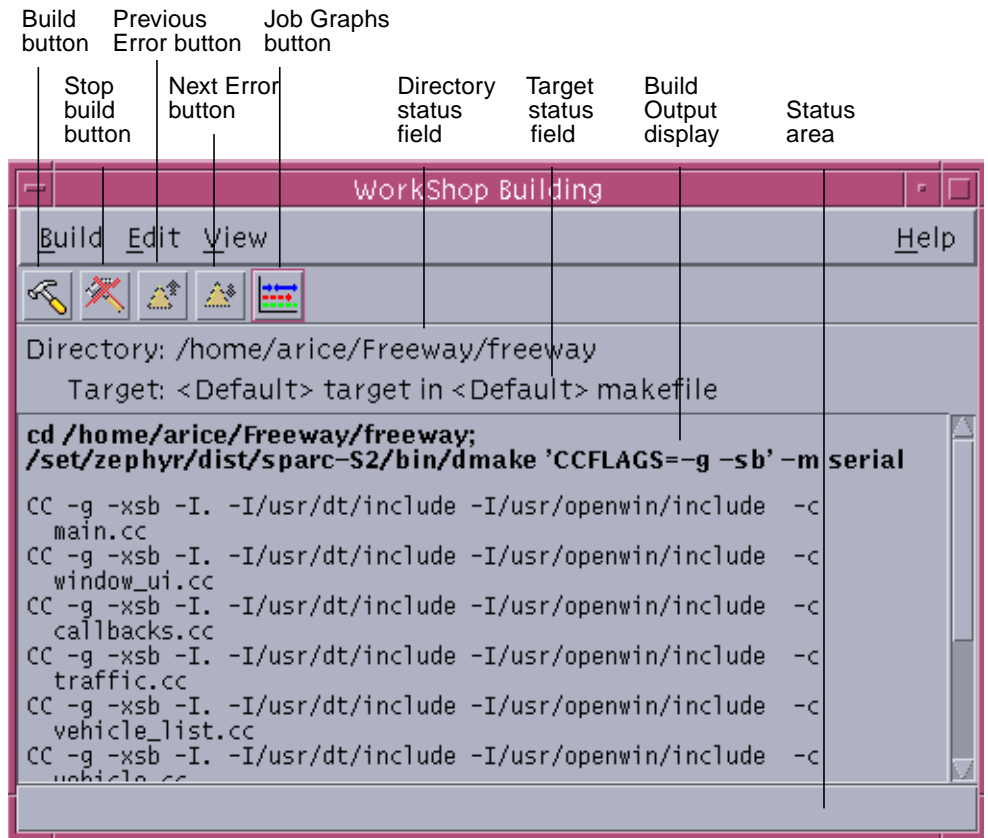 Build button
Previous Error button
Job Graphs button
Stop build button
Next Error button
Directory status field
Target status field
Build Output display
Status area
WorkShop Building
Build Edit View Help
Directory: /home/arice/Freeway/freeway
Target: <Default> target in <Default> makefile
cd /home/arice/Freeway/freeway;
/set/zephyr/dist/sparc-S2/bin/dmake 'CCFLAGS=-g -sb' -m serial
CC -g -xsb -I. -I/usr/dt/include -I/usr/openwin/include -c
main.cc
CC -g -xsb -I. -I/usr/dt/include -I/usr/openwin/include -c
window_ui.cc
CC -g -xsb -I. -I/usr/dt/include -I/usr/openwin/include -c
callbacks.cc
CC -g -xsb -I. -I/usr/dt/include -I/usr/openwin/include -c
traffic.cc
CC -g -xsb -I. -I/usr/dt/include -I/usr/openwin/include -c
vehicle_list.cc
CC -g -xsb -I. -I/usr/dt/include -I/usr/openwin/include -c